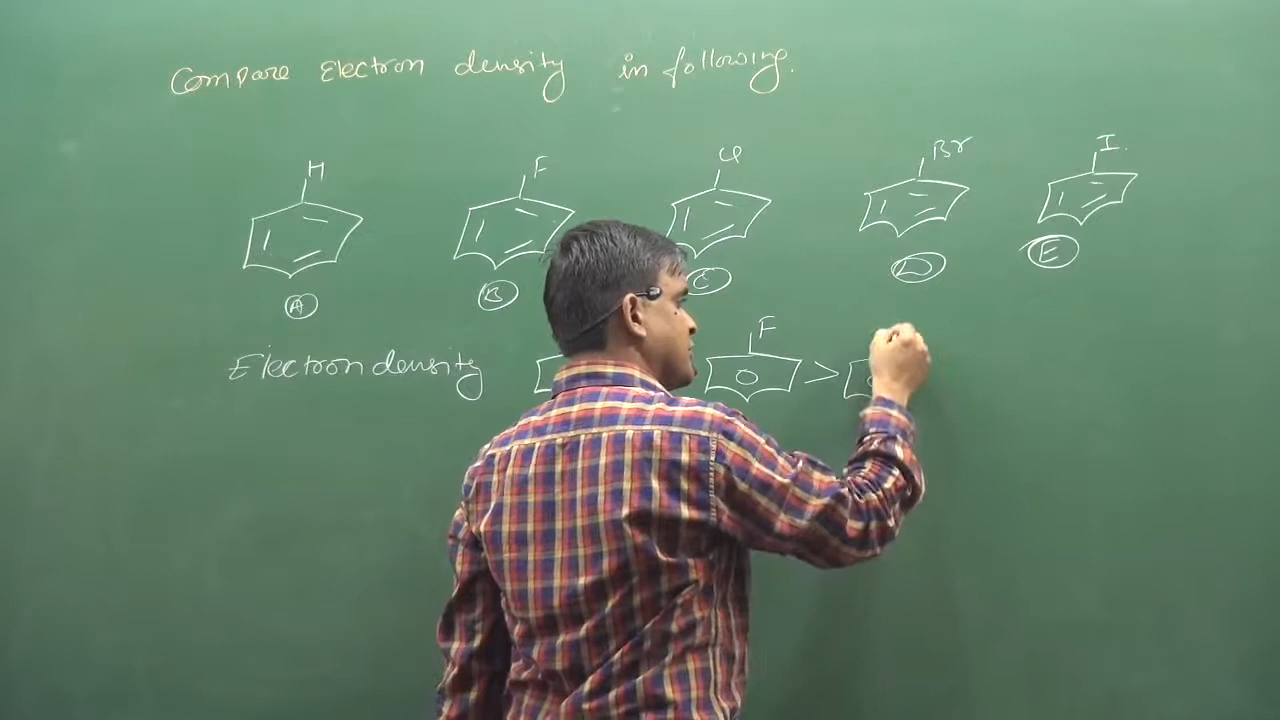 Compare Electron density in following.
H F Cl Br I.
A B C D E
F
Electron density >